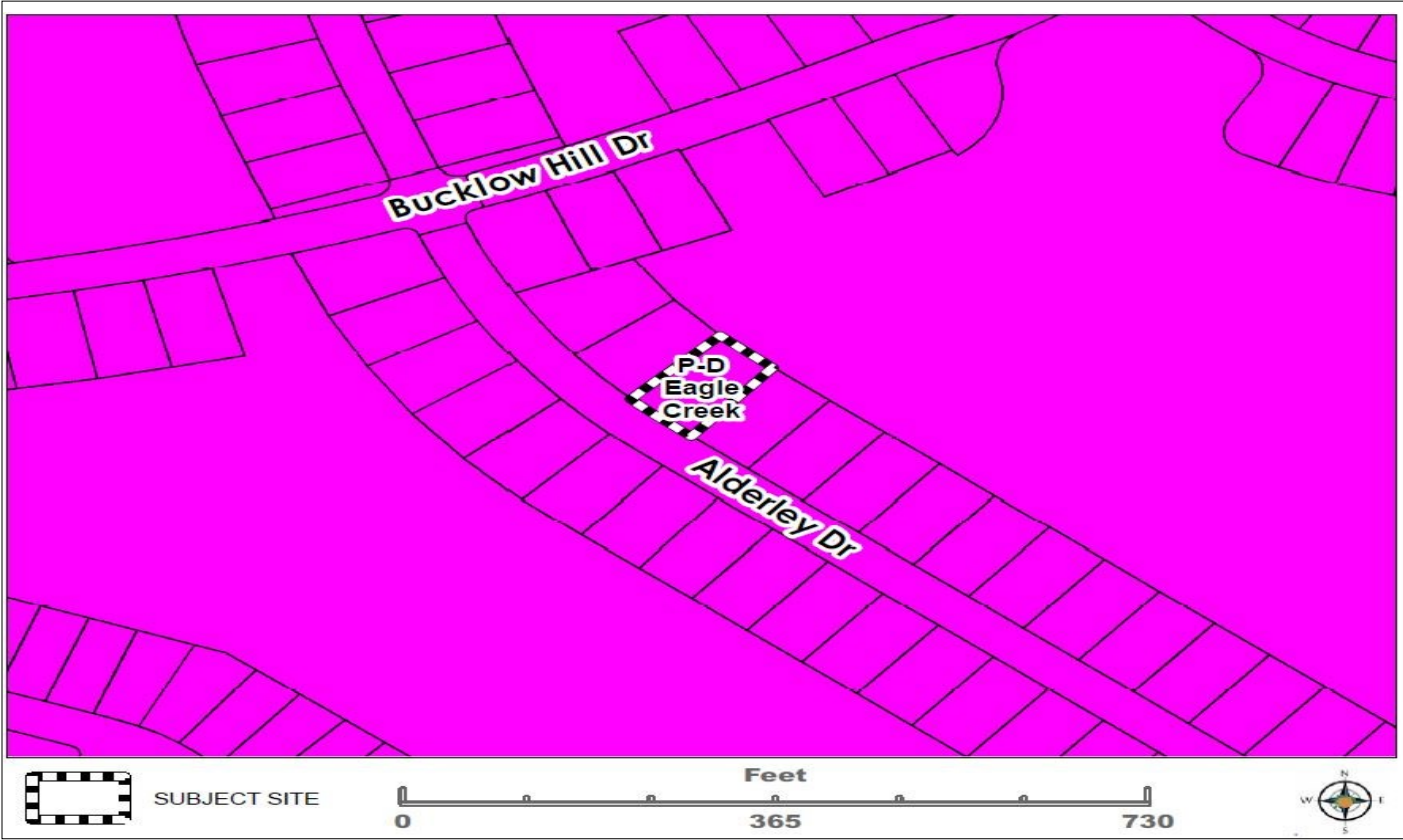 Bucklow Hill Dr
P-D
Eagle
Creek
Alderley Dr
SUBJECT SITE
Feet
0 365 730
N
W E
S